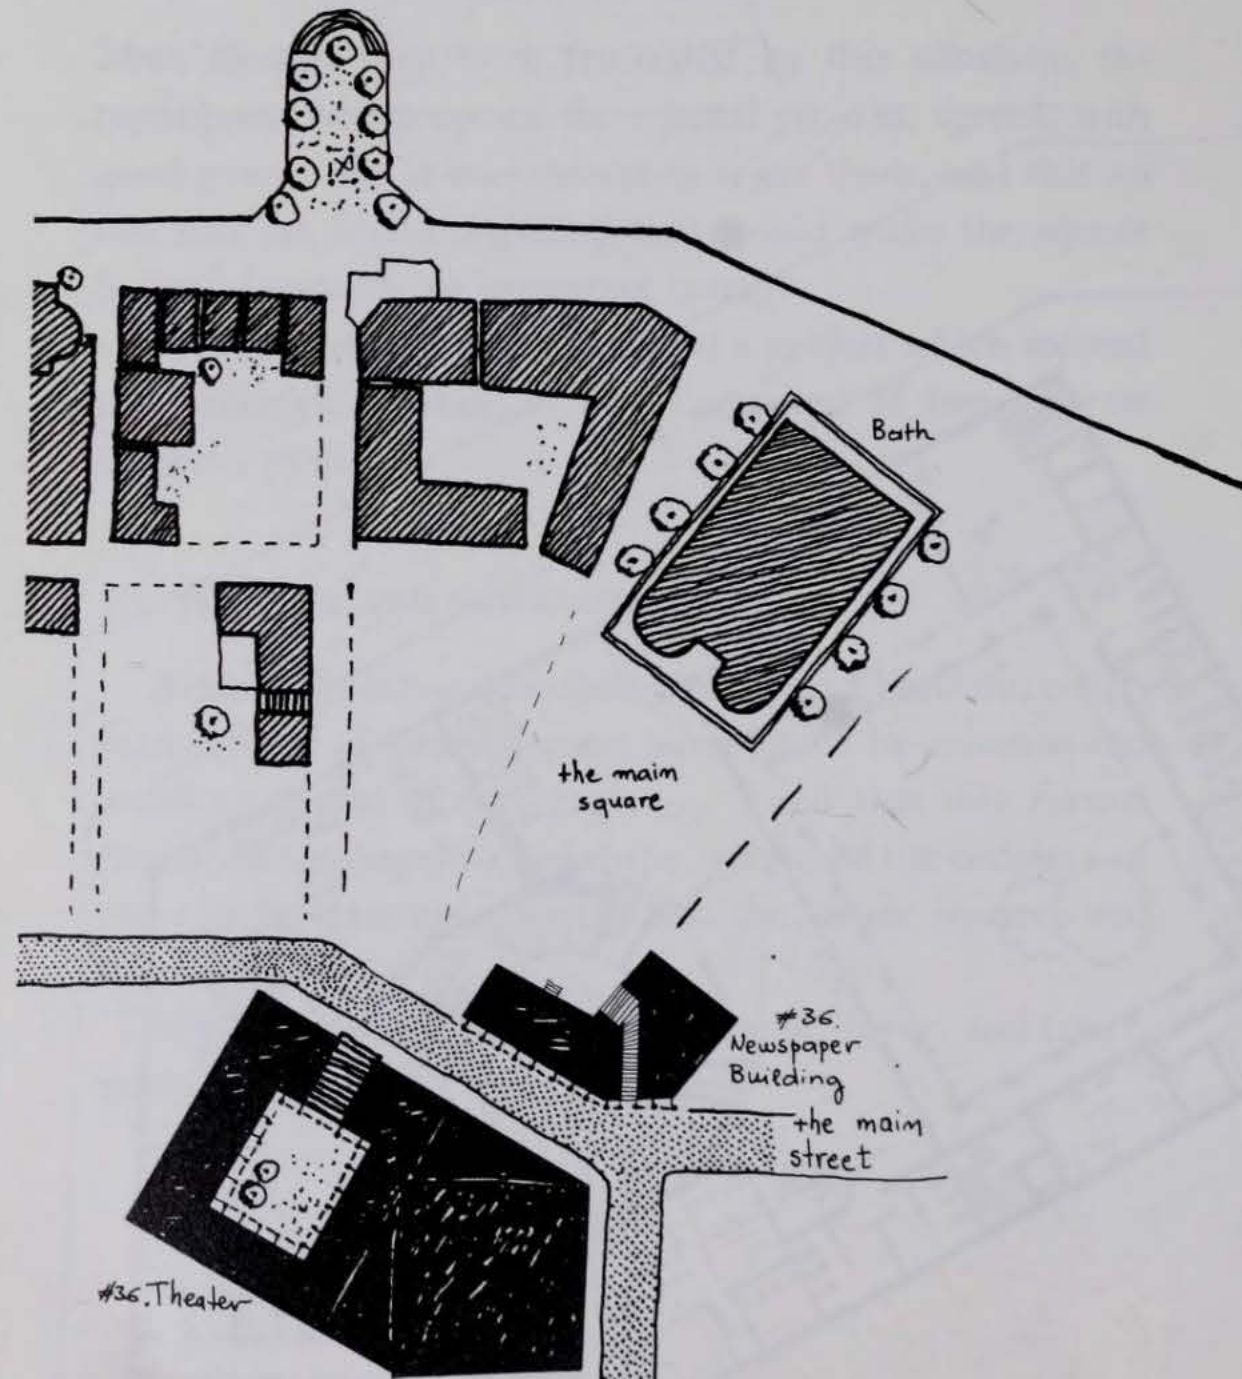 Bath
the main
square
#36.
Newspaper
Building
the main
street
#36. Theater